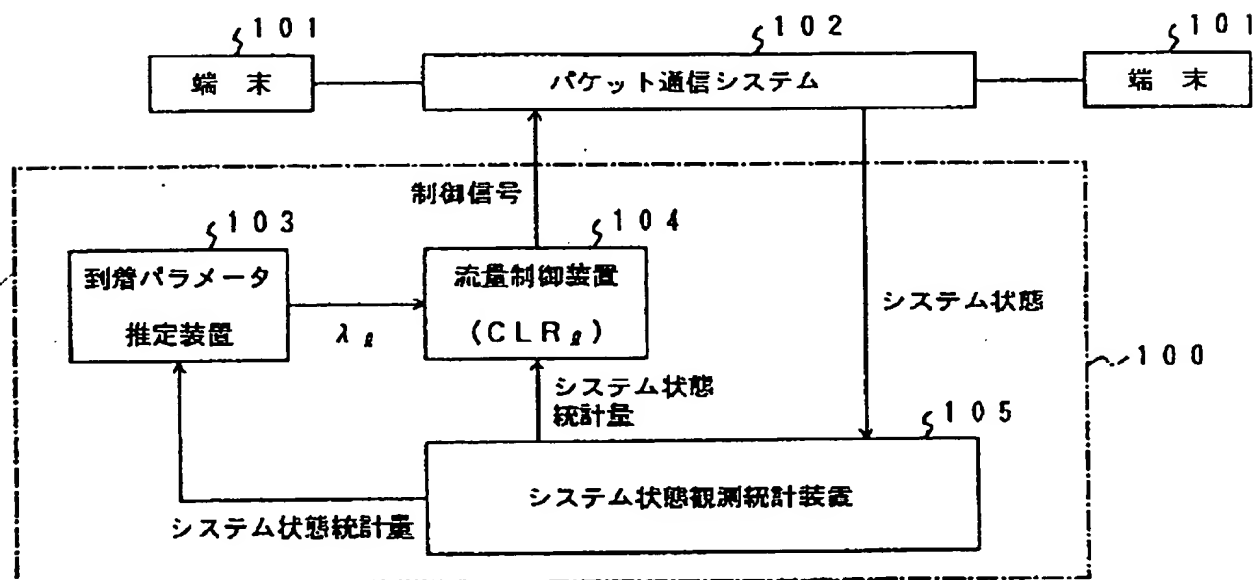 101
102
101
端 末
パケット通信システム
端 末
制御信号
103
104
到着パラメータ
推定装置
λℓ
流量制御装置
(CLRℓ)
システム状態
100
システム状態
統計量
105
システム状態観測統計装置
システム状態統計量